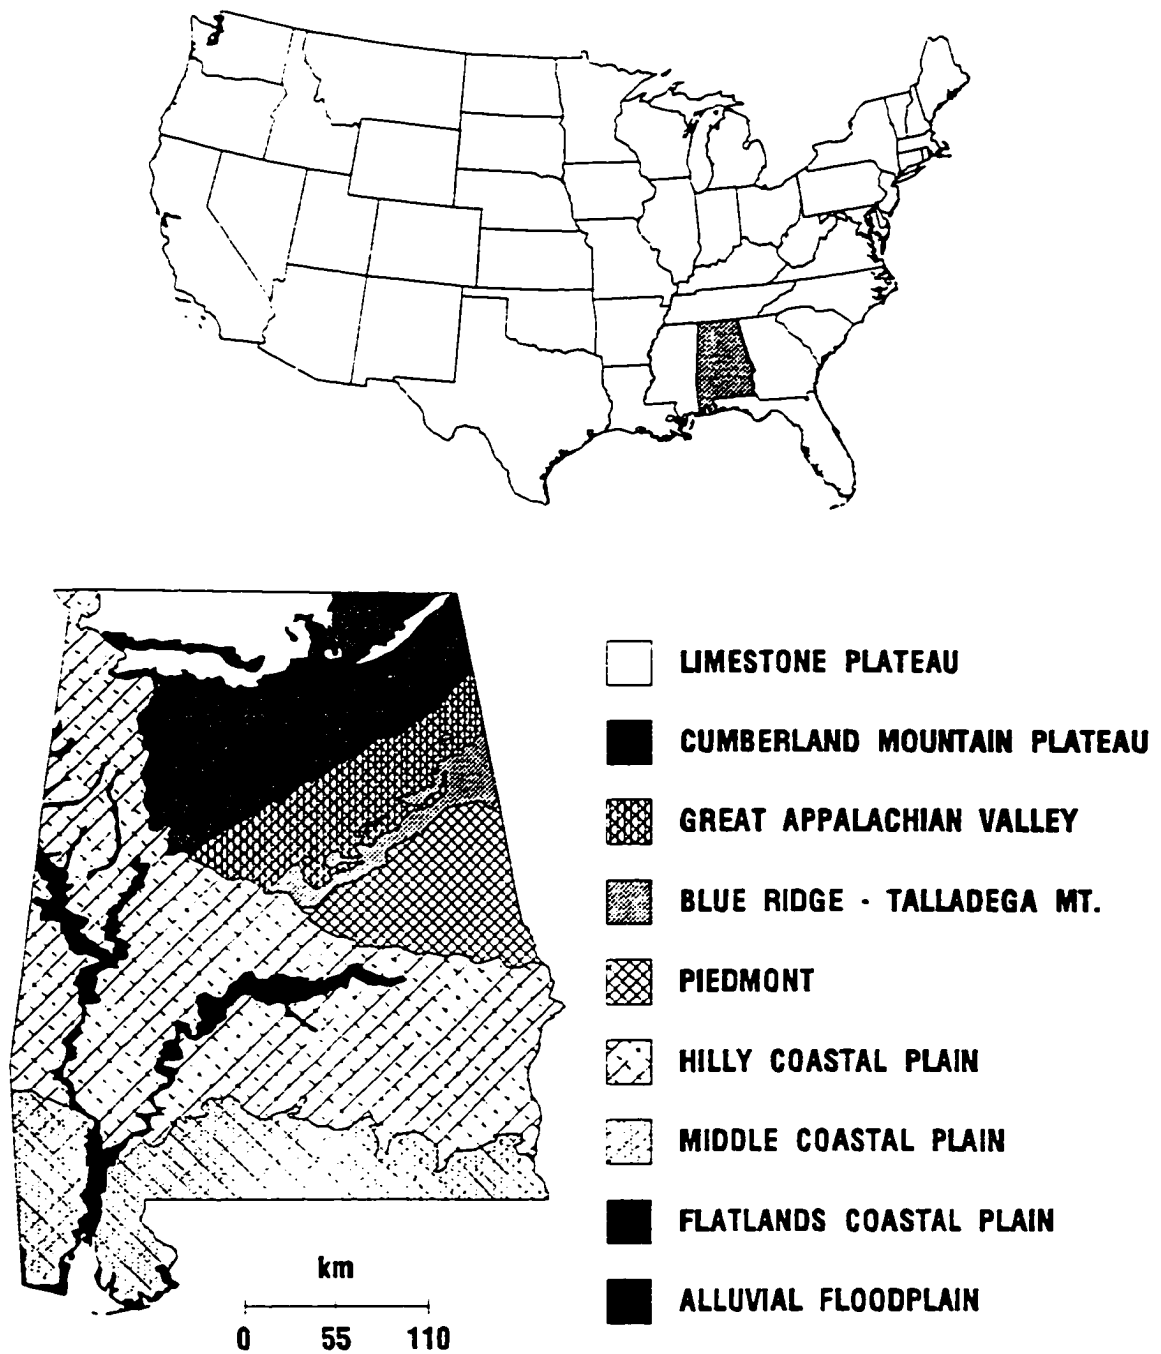 LIMESTONE PLATEAU
CUMBERLAND MOUNTAIN PLATEAU
GREAT APPALACHIAN VALLEY
BLUE RIDGE - TALLADEGA MT.
PIEDMONT
HILLY COASTAL PLAIN
MIDDLE COASTAL PLAIN
FLATLANDS COASTAL PLAIN
ALLUVIAL FLOODPLAIN
km
0 55 110